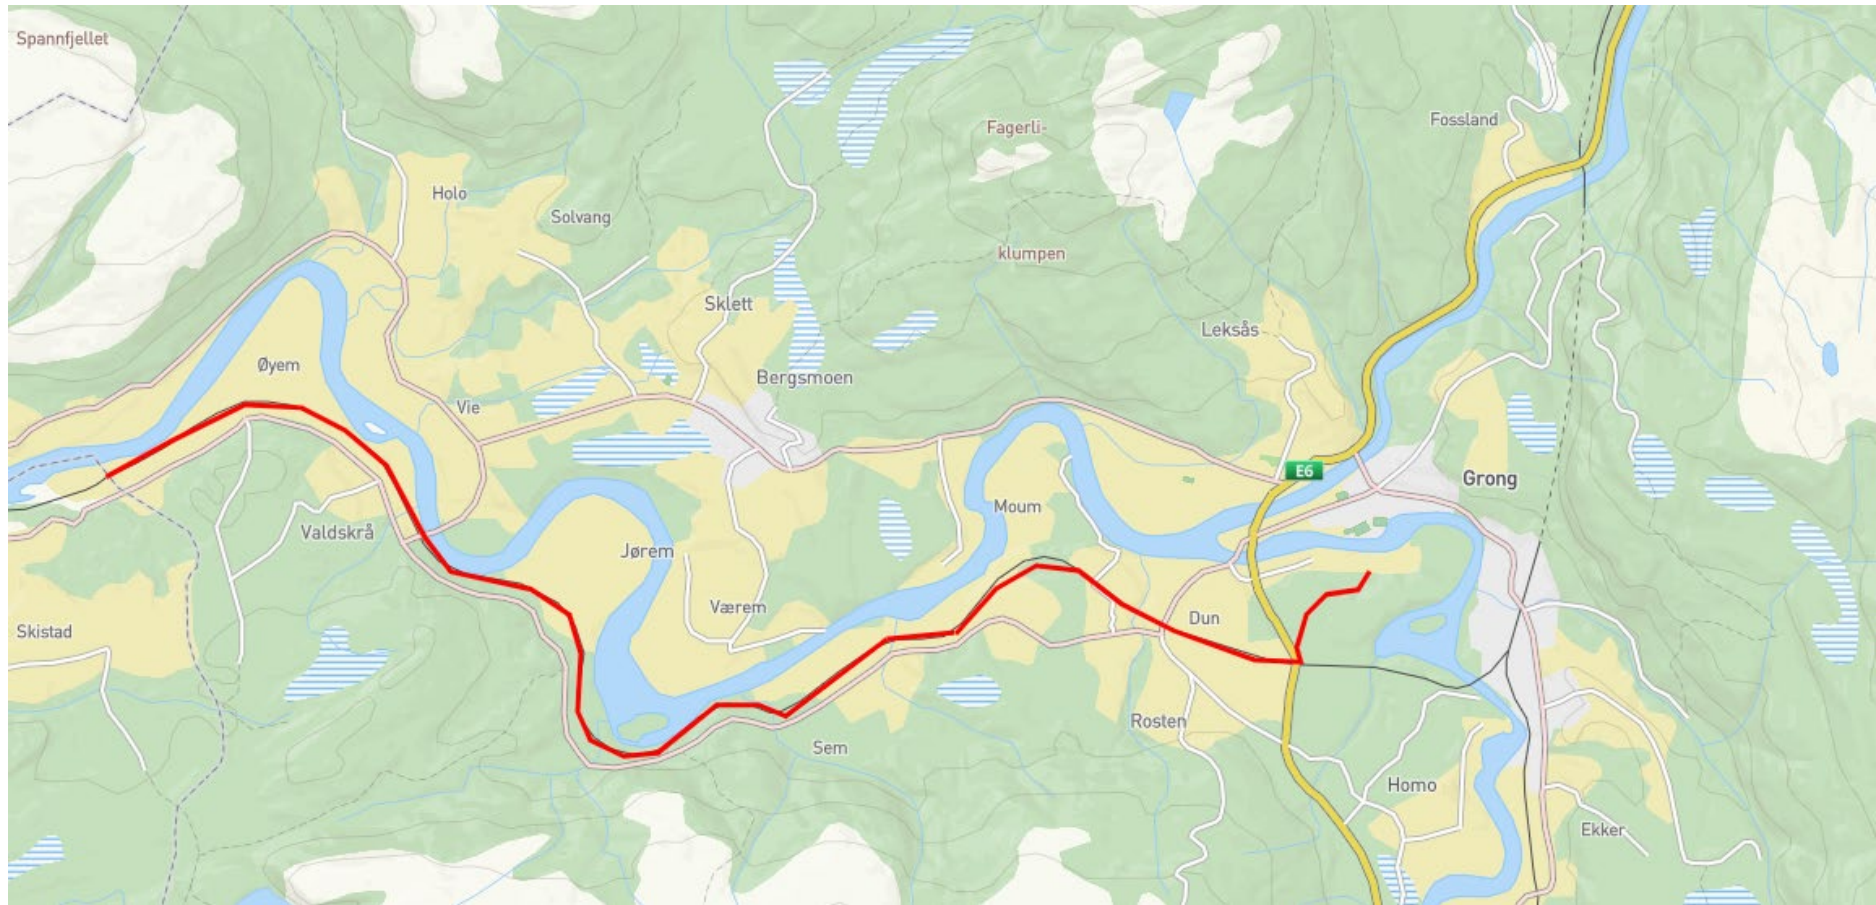 Spannfjellet
Fossland
Fagerli-
klumpen
Holo
Solvang
Sklett
Leksås
Øyem
Bergsmoen
Vie
E6
Grong
Moum
Valdskrå
Jørem
Værem
Dun
Skistad
Rosten
Sem
Homo
Ekker